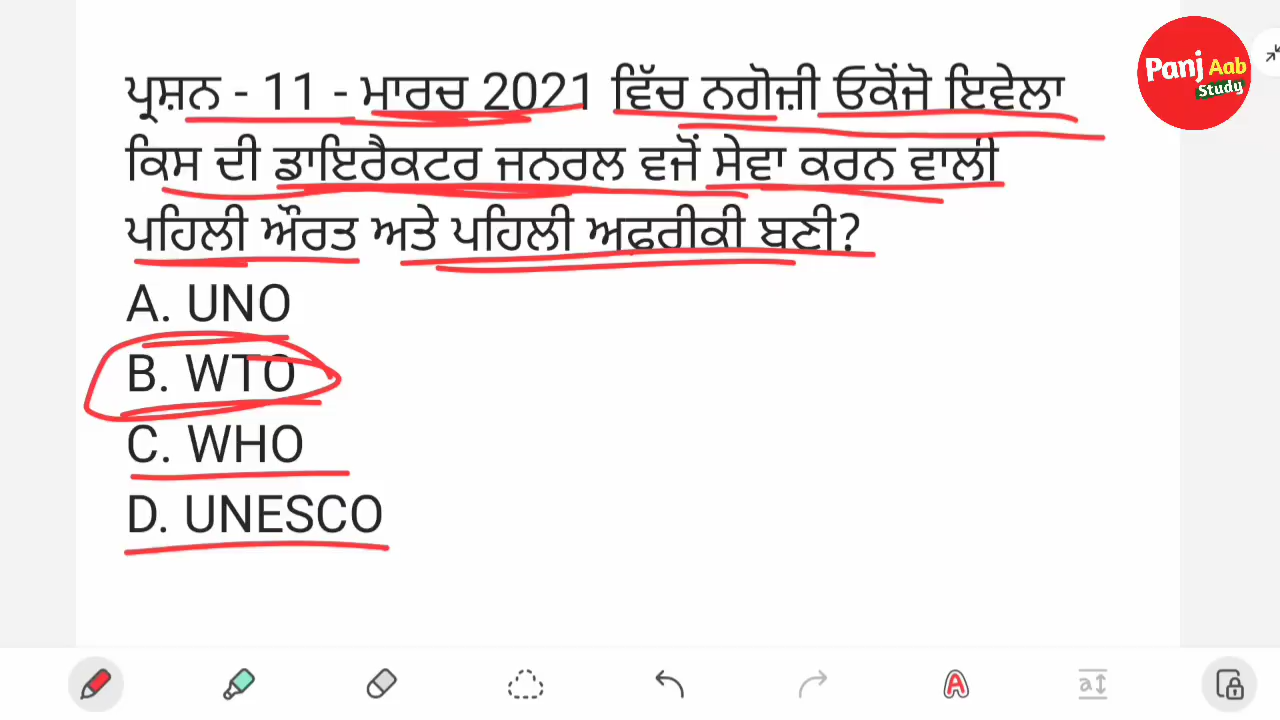 ਪ੍ਰਸ਼ਨ - 11 - ਮਾਰਚ 2021 ਵਿੱਚ ਨਗੋਜ਼ੀ ਓਕੋਂਜੋ ਇਵੇਲਾ
ਕਿਸ ਦੀ ਡਾਇਰੈਕਟਰ ਜਨਰਲ ਵਜੋਂ ਸੇਵਾ ਕਰਨ ਵਾਲੀ
ਪਹਿਲੀ ਔਰਤ ਅਤੇ ਪਹਿਲੀ ਅਫਰੀਕੀ ਬਣੀ?
A. UNO
B. WTO
C. WHO
D. UNESCO
Panj Aab
Study
A
a